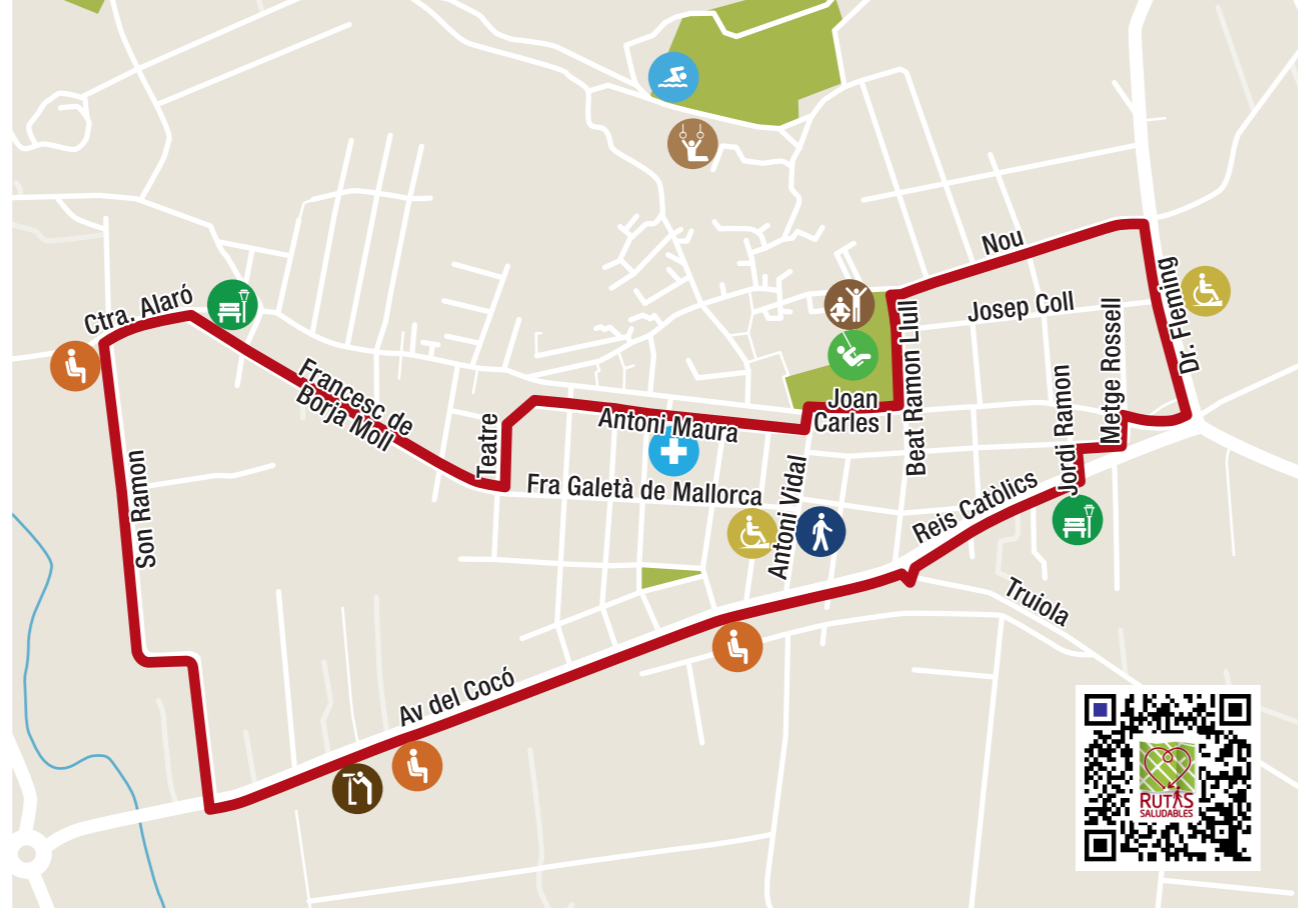 Nou
Josep Coll
Dr. Fleming
Ctra. Alaró
Beat Ramon Llull
Metge Rossell
Jordi Ramon
Francesc de
Borja Moll
Joan
Carles I
Teatre
Antoni Maura
Son Ramon
Fra Galetà de Mallorca
Antoni Vidal
Reis Catòlics
Truiola
Av del Cocó
RUTAS
SALUDABLES